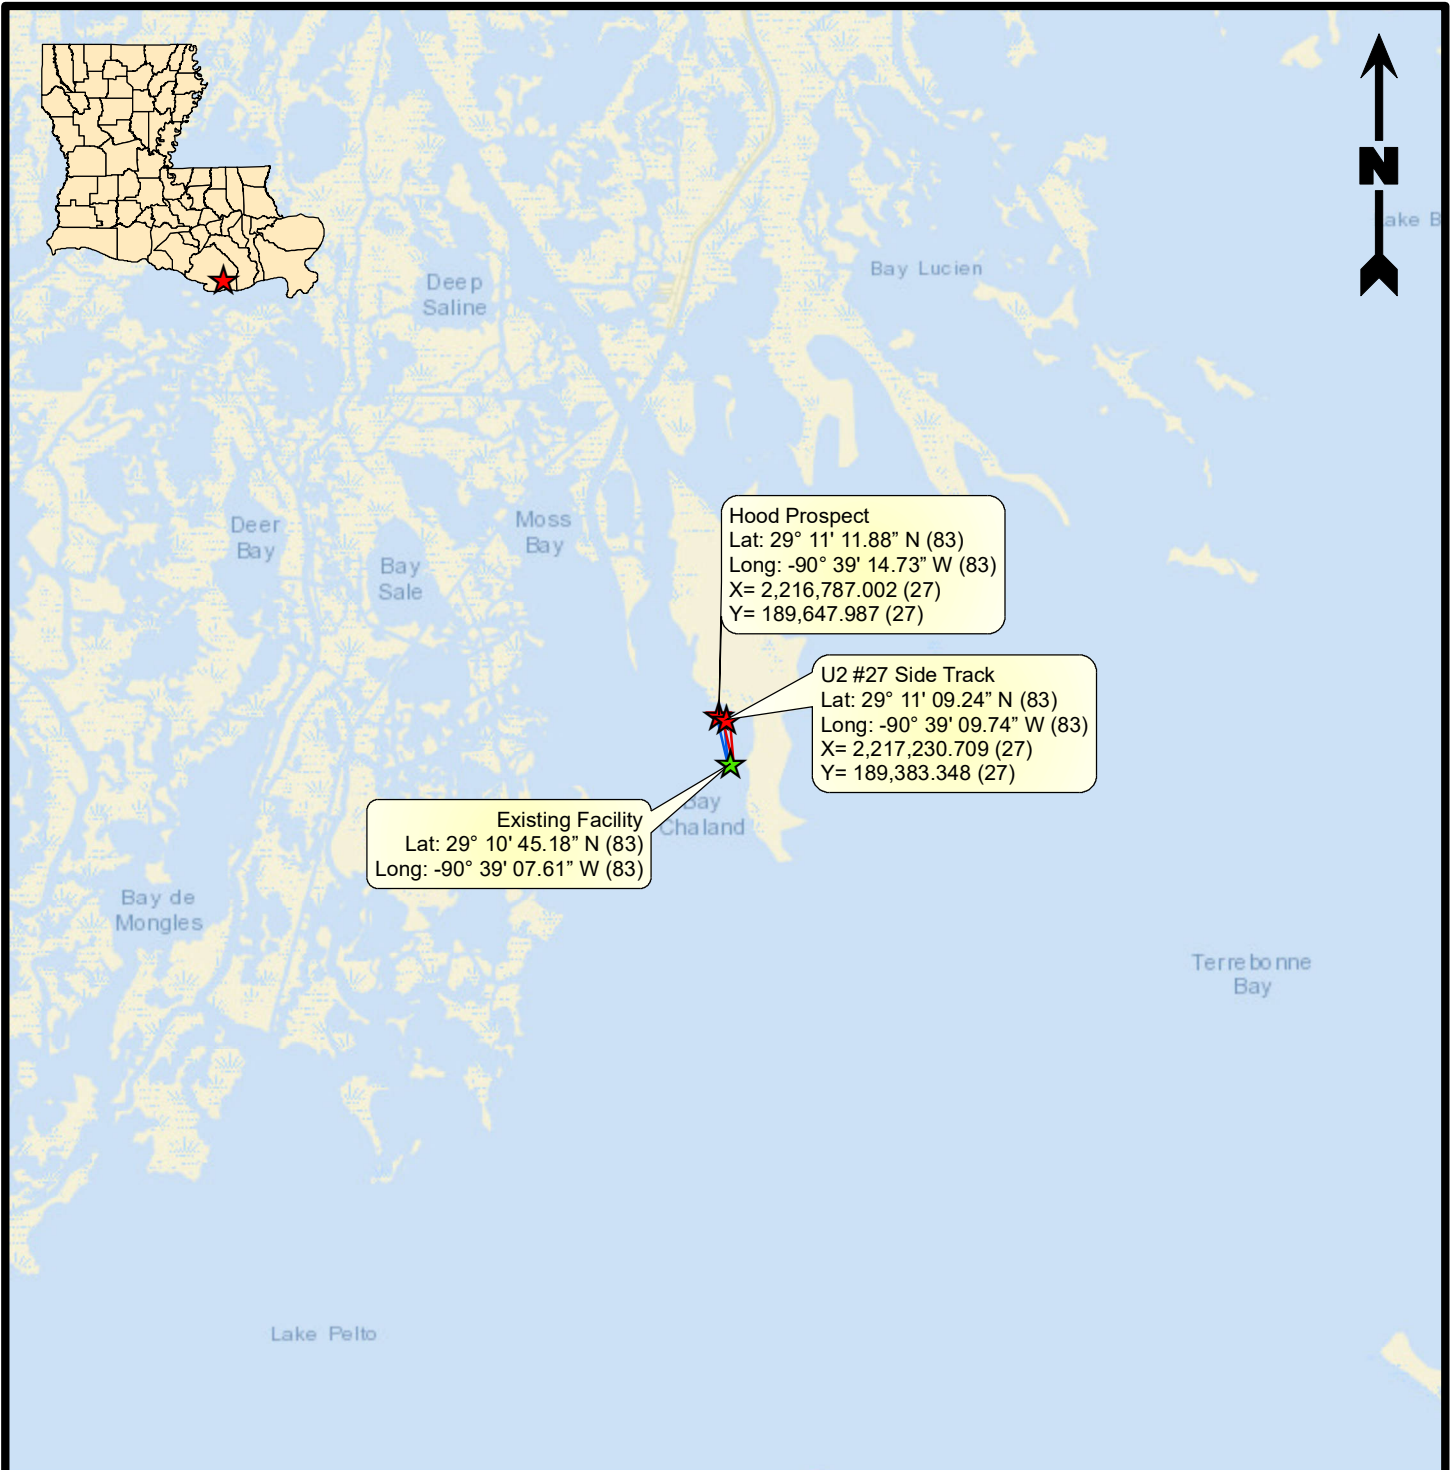 N
ake B
Bay Lucien
Deep
Saline
Hood Prospect
Lat: 29° 11' 11.88” N (83)
Long: -90° 39' 14.73” W (83)
X= 2,216,787.002 (27)
Y= 189,647.987 (27)
Moss
Bay
Deer
Bay
Bay
Sale
U2 #27 Side Track
Lat: 29° 11' 09.24” N (83)
Long: -90° 39' 09.74” W (83)
X= 2,217,230.709 (27)
Y= 189,383.348 (27)
Bay
Chaland
Existing Facility
Lat: 29° 10' 45.18” N (83)
Long: -90° 39' 07.61” W (83)
Bay de
Mongles
Terrebonne
Bay
Lake Pelto